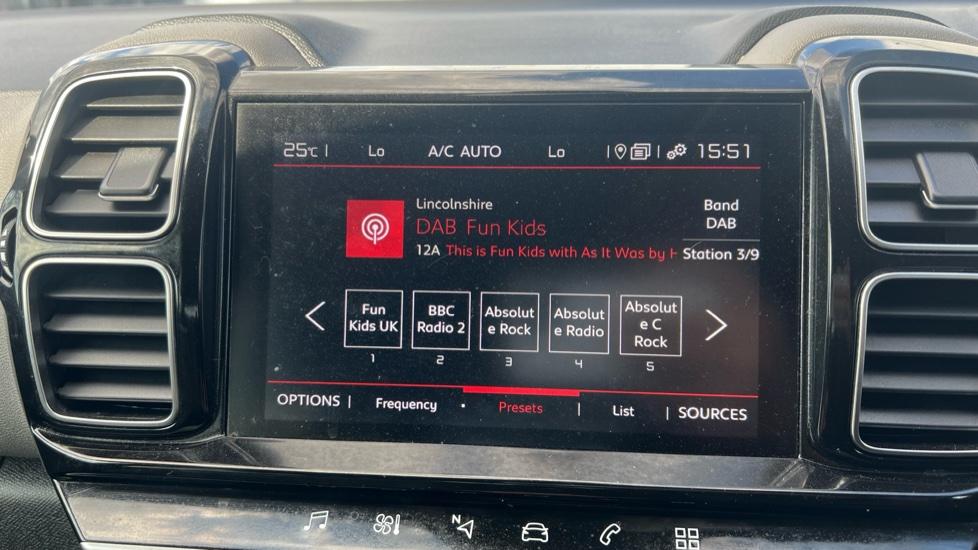 25°C | Lo A/C AUTO Lo | | 15:51
Lincolnshire
DAB Fun Kids
12A This is Fun Kids with As It Was by H
Band
DAB
Station 3/9
Fun
Kids UK
1
BBC
Radio 2
2
Absolut
e Rock
3
Absolut
e Radio
4
Absolut
e C
Rock
5
OPTIONS | Frequency • Presets | List | SOURCES
N